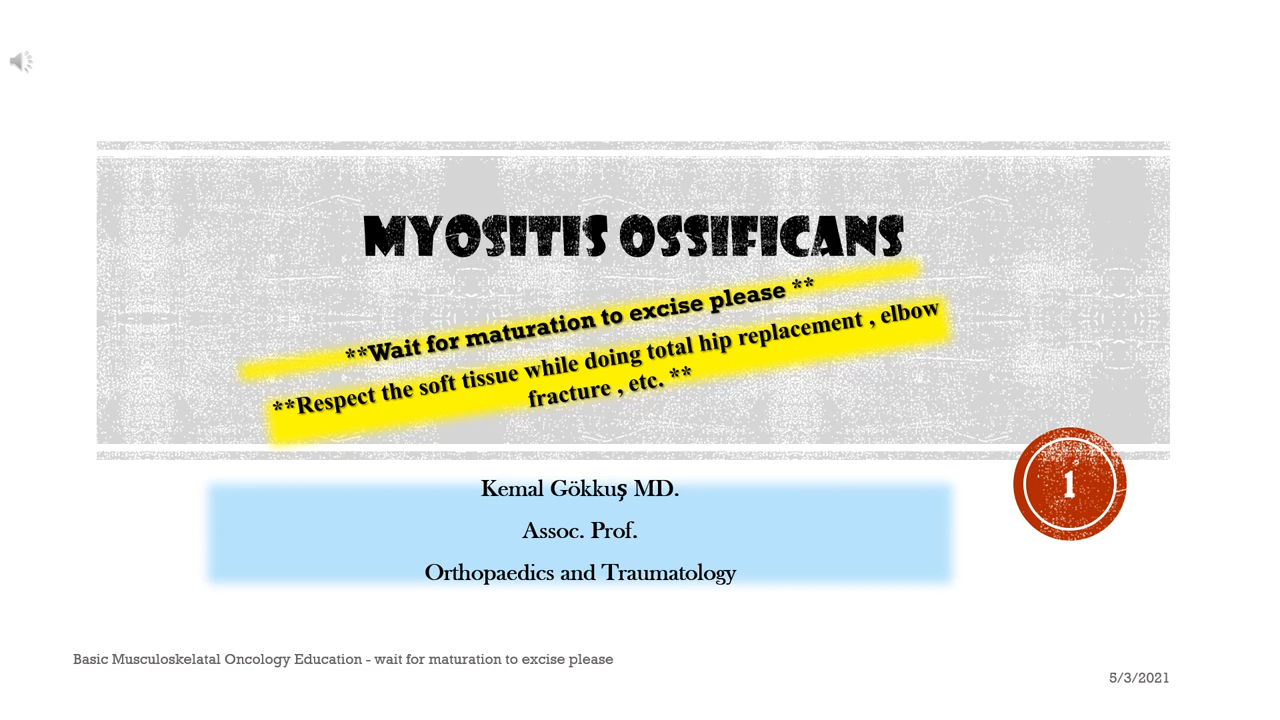 MYOSITIS OSSIFICANS
**Wait for maturation to excise please **
**Respect the soft tissue while doing total hip replacement , elbow
fracture , etc. **
Kemal Gökkuş MD.
Assoc. Prof.
Orthopaedics and Traumatology
1
Basic Musculoskelatal Oncology Education - wait for maturation to excise please
5/3/2021